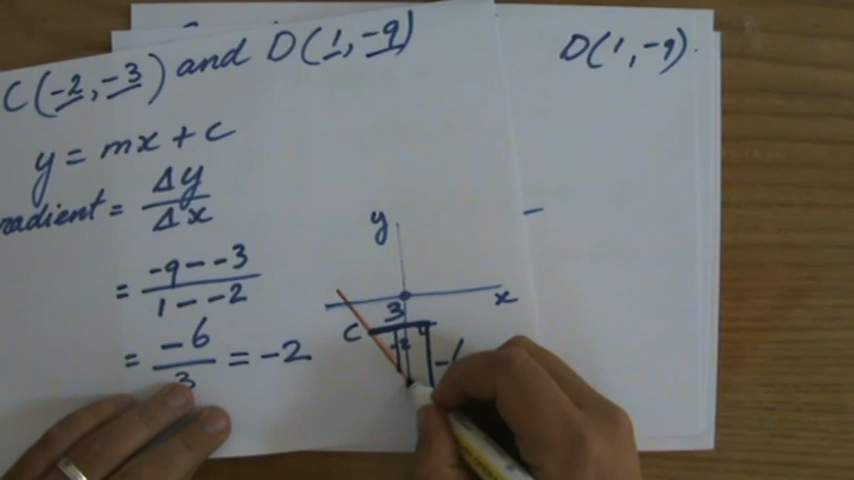 C(-2,-3) and D(1,-9)
D(1,-9).
y = mx + c
radient = Δy/Δx
= -9--3/1--2
= -6/3 = -2
y
x
3
C
-2